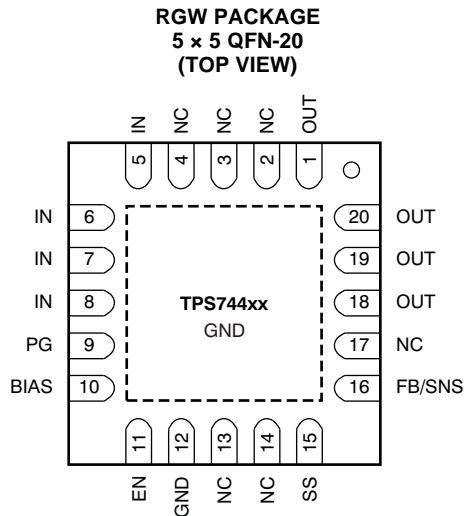 RGW PACKAGE
5 × 5 QFN-20
(TOP VIEW)
IN NC NC NC OUT
5 4 3 2 1
IN 6 20 OUT
IN 7 19 OUT
IN 8 TPS744xx 18 OUT
GND
PG 9 17 NC
BIAS 10 16 FB/SNS
11 12 13 14 15
EN GND NC NC SS